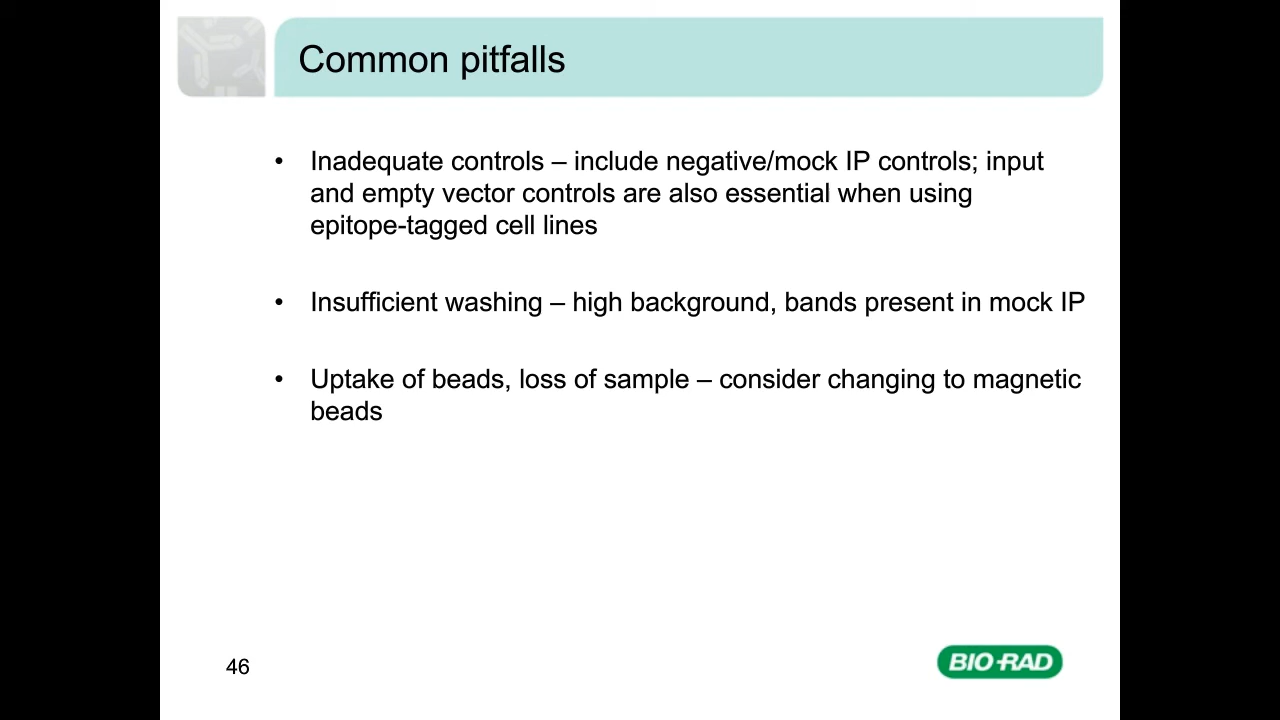 Common pitfalls
• Inadequate controls – include negative/mock IP controls; input
and empty vector controls are also essential when using
epitope-tagged cell lines
• Insufficient washing – high background, bands present in mock IP
• Uptake of beads, loss of sample – consider changing to magnetic
beads
46
BIO-RAD